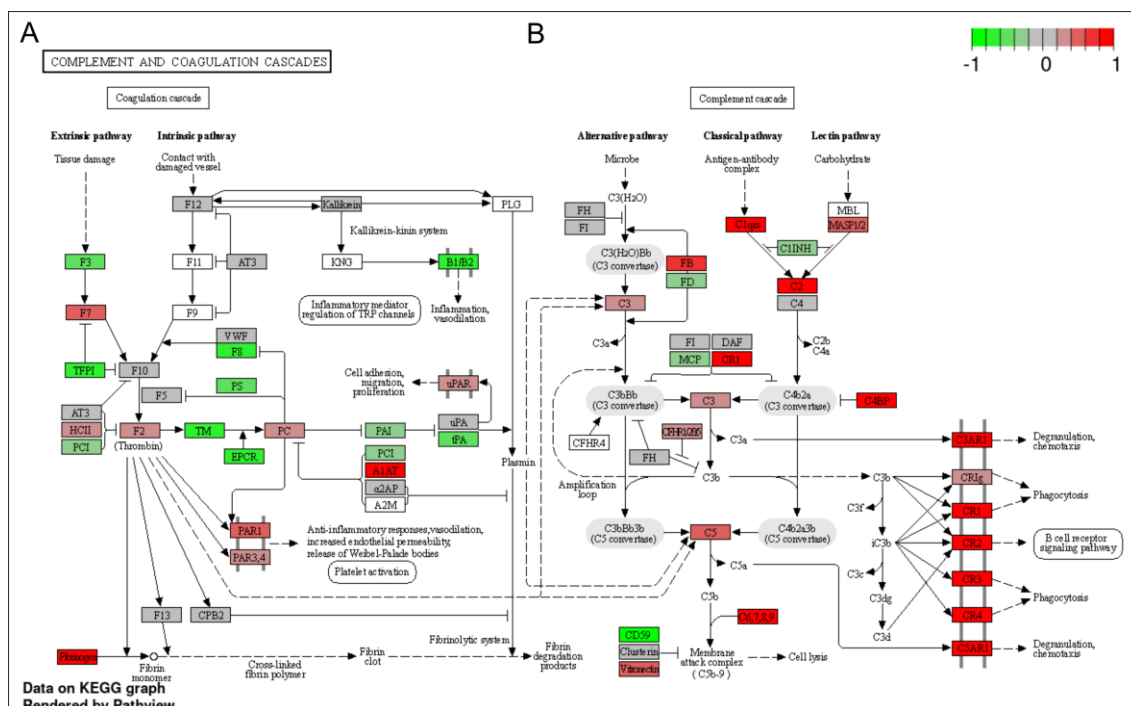 A
B
-1 0 1
COMPLEMENT AND COAGULATION CASCADES
Coagulation cascade
Complement cascade
Extrinsic pathway
Intrinsic pathway
Tissue damage
Contact with
damaged vessel
F12
Kallikrein
PLG
Kallikrein-kinin system
F3
F11
AT3
KNG
B1/B2
F7
F9
Inflammatory mediator
regulation of TRP channels
Inflammation,
vasodilation
VWF
F8
TFPI
F10
Cell adhesion,
migration,
proliferation
uPAR
F5
PS
AT3
HCII
PCI
F2
(Thrombin)
TM
EPCR
PC
PAI
uPA
tPA
PCI
A1AT
α2AP
A2M
Plasmin
PAR1
PAR3,4
Anti-inflammatory responses,vasodilation,
increased endothelial permeability,
release of Weibel-Palade bodies
Platelet activation
F13
CPB2
Fibrinolytic system
Fibrinogen
Fibrin
monomer
Cross-linked
fibrin polymer
Fibrin
clot
Fibrin
degradation
products
Data on KEGG graph
Rendered by Pathview
Alternative pathway
Classical pathway
Lectin pathway
Microbe
Antigen-antibody
complex
Carbohydrate
C3(H2O)
FH
FI
C1qrs
MBL
MASP1/2
C1INH
C3(H2O)Bb
(C3 convertase)
FB
FD
C2
C4
C3
C3a
C2b
C4a
FI
DAF
MCP
CR1
C3bBb
(C3 convertase)
C3
C4b2a
(C3 convertase)
C4BP
CFHR4
FH
C3a
C3b
Amplification
loop
C3bBb3b
(C5 convertase)
C5
C4b2a3b
(C5 convertase)
C5a
C5b
C6,7,8,9
CD59
Clusterin
Vitronectin
Membrane
attack complex
(C5b-9)
Cell lysis
C3b
C3f
iC3b
C3c
C3dg
C3d
C3AR1
CRIg
CR1
CR2
CR3
CR4
C5AR1
Degranulation,
chemotaxis
Phagocytosis
B cell receptor
signaling pathway
Phagocytosis
Degranulation,
chemotaxis